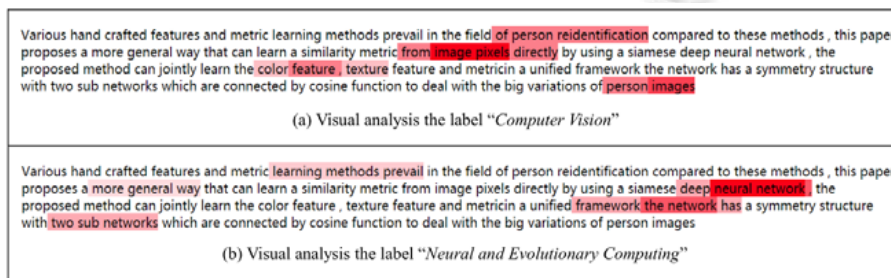 Various hand crafted features and metric learning methods prevail in the field of person reidentification compared to these methods , this pape
proposes a more general way that can learn a similarity metric from image pixels directly by using a siamese deep neural network , the
proposed method can jointly learn the color feature , texture feature and metricin a unified framework the network has a symmetry structure
with two sub networks which are connected by cosine function to deal with the big variations of person images
(a) Visual analysis the label “Computer Vision”
Various hand crafted features and metric learning methods prevail in the field of person reidentification compared to these methods , this pape
proposes a more general way that can learn a similarity metric from image pixels directly by using a siamese deep neural network , the
proposed method can jointly learn the color feature , texture feature and metricin a unified framework the network has a symmetry structure
with two sub networks which are connected by cosine function to deal with the big variations of person images
(b) Visual analysis the label “Neural and Evolutionary Computing”